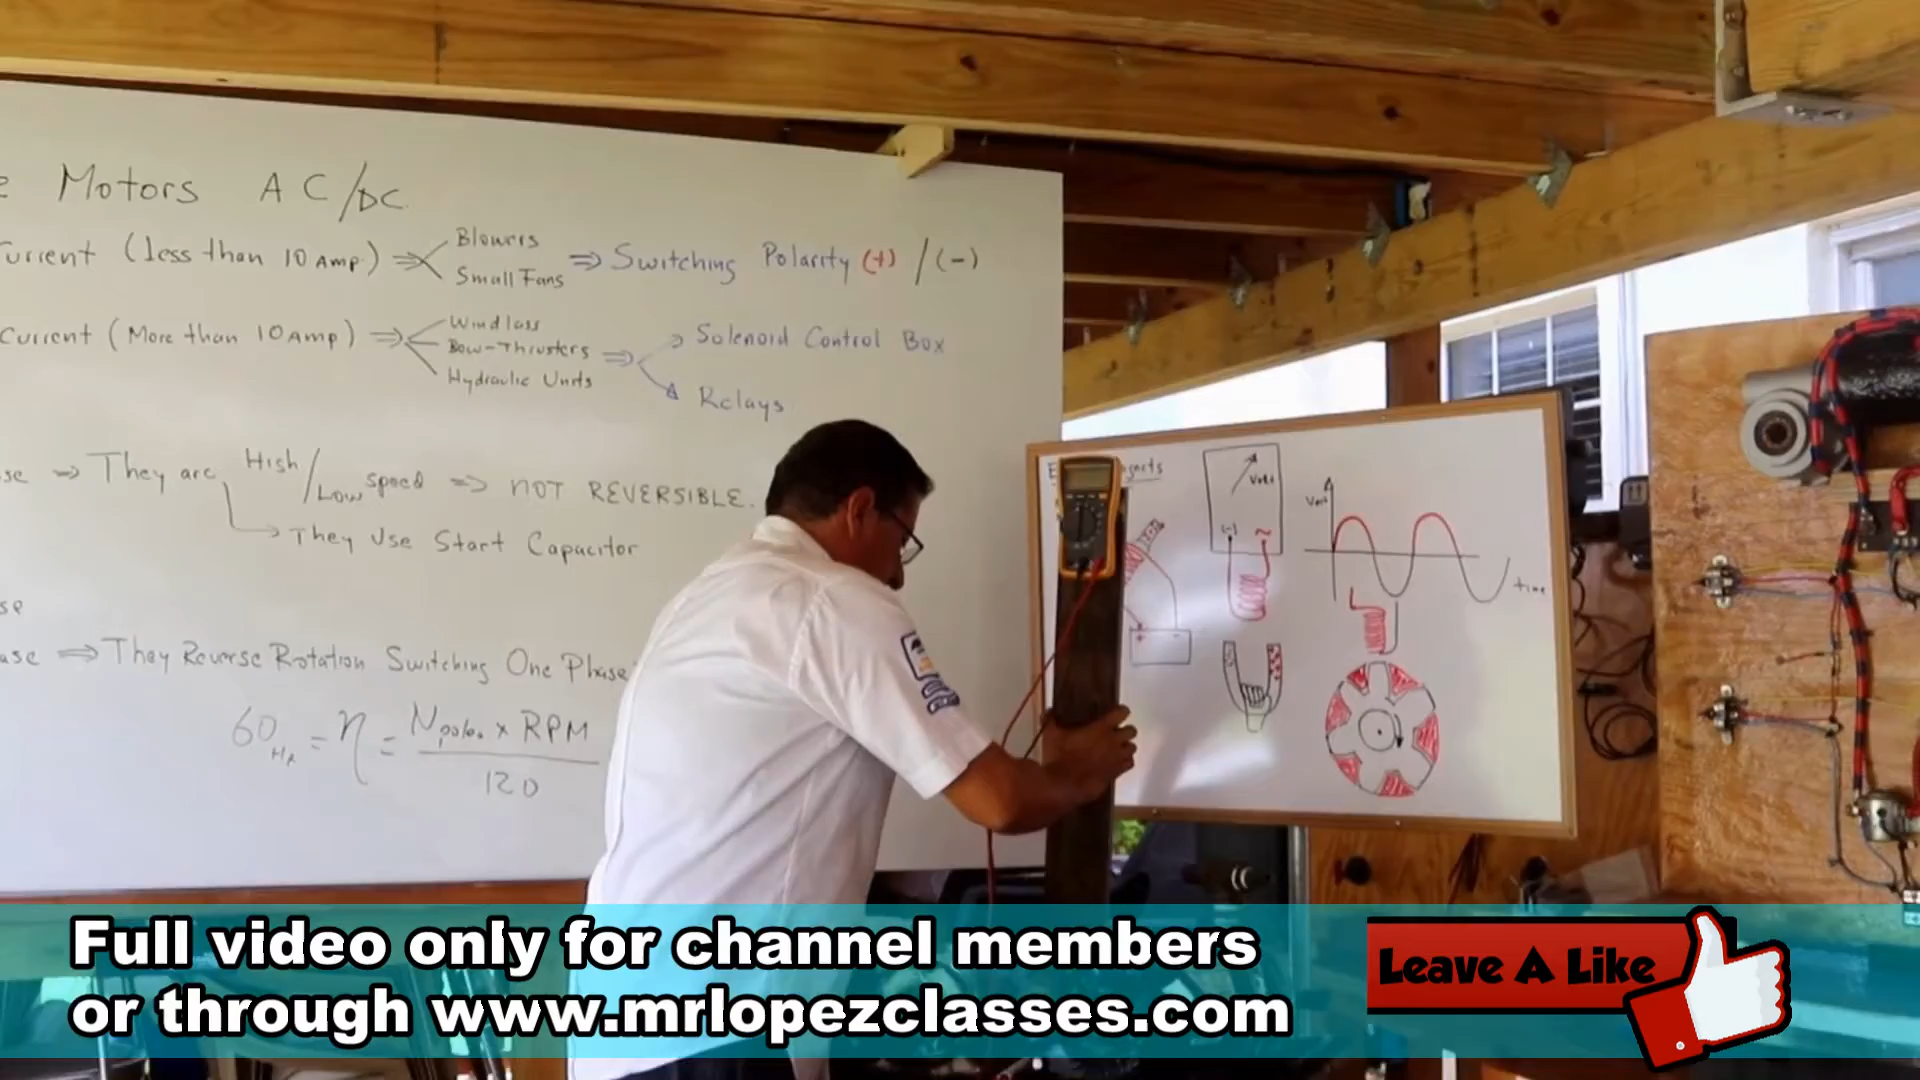 Motors AC/DC
Current (less than 10 Amp.) ⇒ Blowers
Small Fans
⇒ Switching Polarity (+) / (-)
Current (More than 10 Amp) ⇒ Windlass
Bow-Thrusters
Hydraulic Units
⇒ Solenoid Control Box
Relays
⇒ They are High/Low speed ⇒ NOT REVERSIBLE.
They Use Start Capacitor
⇒ They Reverse Rotation Switching One Phase
60 = η = N x RPM
120
Volt
(-) ~
Volt
time
+ -
Full video only for channel members
or through www.mrlopezclasses.com
Leave A Like